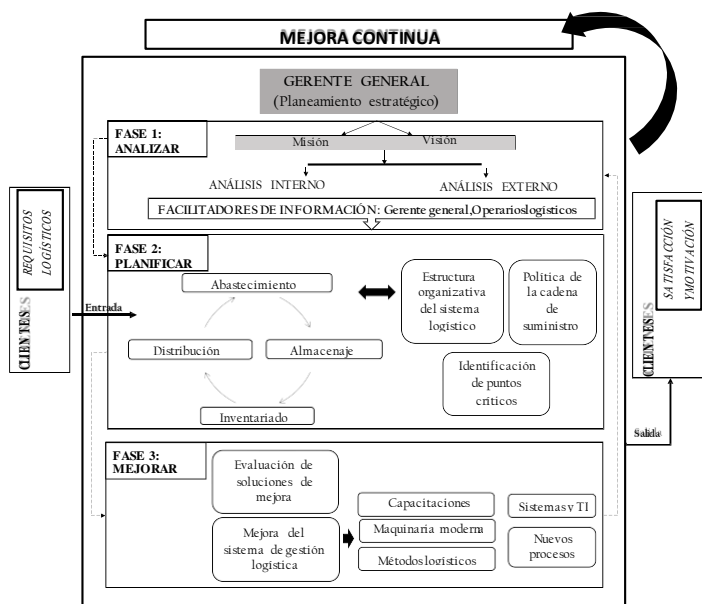 MEJORA CONTINUA
GERENTE GENERAL
(Planeamiento estratégico)
FASE 1:
ANALIZAR
Misión
Visión
ANÁLISIS INTERNO
ANÁLISIS EXTERNO
FACILITADORES DE INFORMACIÓN: Gerente general,Operarioslogísticos
REQUISITOS
LOGÍSTICOS
CLIENTES
Entrada
FASE 2:
PLANIFICAR
Abastecimiento
Distribución
Almacenaje
Inventariado
Estructura
organizativa
del sistema
logístico
Política de
la cadena
de
suministro
Identificación
de puntos
críticos
SATISFACCIÓN
YMOTIVACIÓN
CLIENTES
Salida
FASE 3:
MEJORAR
Evaluación de
soluciones de
mejora
Mejora del
sistema de gestión
logística
Capacitaciones
Maquinaria moderna
Métodos logísticos
Sistemas y TI
Nuevos
procesos